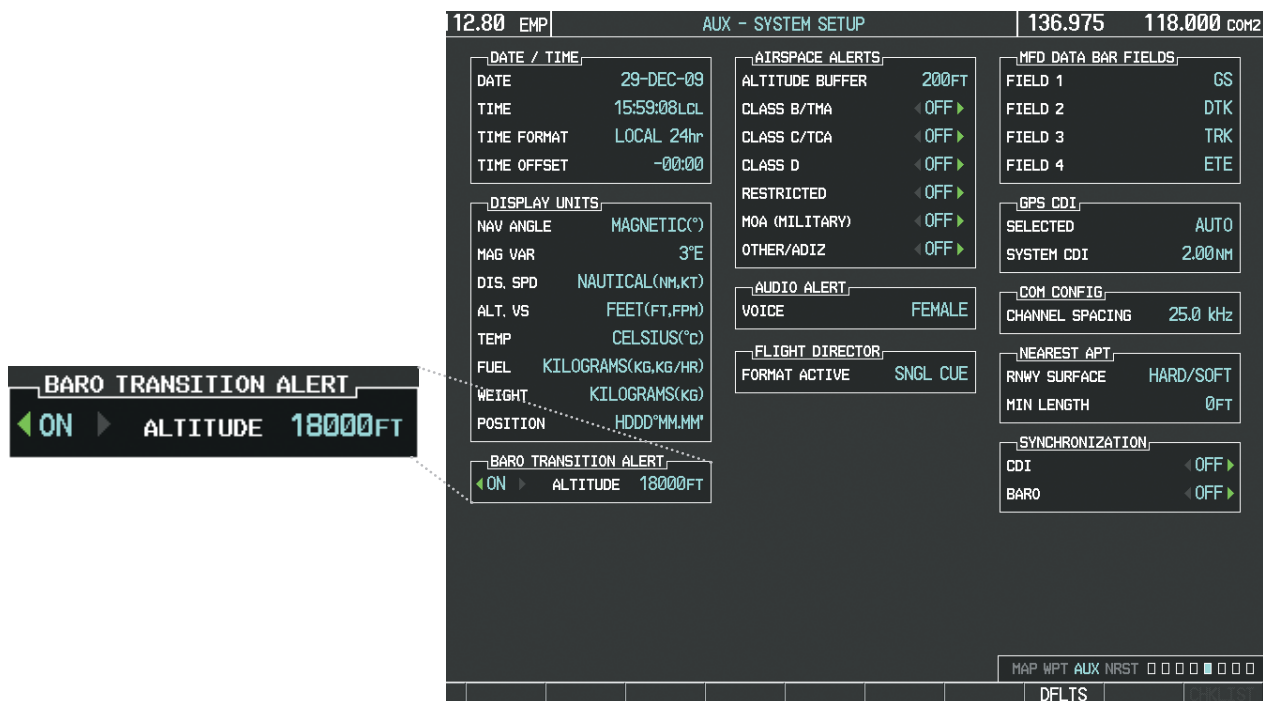 12.80 EMP AUX - SYSTEM SETUP 136.975 118.000 COM2
DATE / TIME
DATE 29-DEC-09
TIME 15:59:08LCL
TIME FORMAT LOCAL 24hr
TIME OFFSET -00:00
DISPLAY UNITS
NAV ANGLE MAGNETIC(°)
MAG VAR 3°E
DIS, SPD NAUTICAL(NM,KT)
ALT, VS FEET(FT,FPM)
TEMP CELSIUS(°C)
FUEL KILOGRAMS(KG,KG/HR)
WEIGHT KILOGRAMS(KG)
POSITION HDDD°MM.MM'
BARO TRANSITION ALERT
ON ALTITUDE 18000FT
BARO TRANSITION ALERT
ON ALTITUDE 18000FT
AIRSPACE ALERTS
ALTITUDE BUFFER 200FT
CLASS B/TMA OFF
CLASS C/TCA OFF
CLASS D OFF
RESTRICTED OFF
MOA (MILITARY) OFF
OTHER/ADIZ OFF
AUDIO ALERT
VOICE FEMALE
FLIGHT DIRECTOR
FORMAT ACTIVE SNGL CUE
MFD DATA BAR FIELDS
FIELD 1 GS
FIELD 2 DTK
FIELD 3 TRK
FIELD 4 ETE
GPS CDI
SELECTED AUTO
SYSTEM CDI 2.00NM
COM CONFIG
CHANNEL SPACING 25.0 kHz
NEAREST APT
RNWY SURFACE HARD/SOFT
MIN LENGTH 0FT
SYNCHRONIZATION
CDI OFF
BARO OFF
MAP WPT AUX NRST
DFLTS CHKLIST